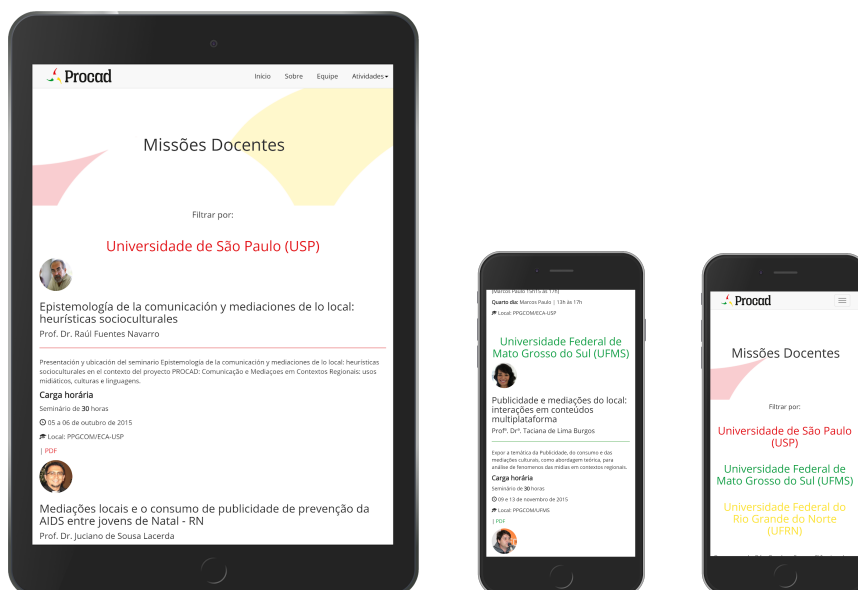 Procad
Início Sobre Equipe Atividades
Missões Docentes
Filtrar por:
Universidade de São Paulo (USP)
Epistemología de la comunicación y mediaciones de lo local:
heurísticas socioculturales
Prof. Dr. Raúl Fuentes Navarro
Presentación y ubicación del seminario Epistemología de la comunicación y mediaciones de lo local: heurísticas
socioculturales en el contexto del proyecto PROCAD: Comunicação e Mediaçoes em Contextos Regionais: usos
midiáticos, culturas e linguagens.
Carga horária
Seminário de 30 horas
05 a 06 de outubro de 2015
Local: PPGCOM/ECA-USP
| PDF
Mediações locais e o consumo de publicidade de prevenção da
AIDS entre jovens de Natal - RN
Prof. Dr. Juciano de Sousa Lacerda
(Marcos Paulo 15h15 às 17h)
Quarto dia: Marcos Paulo | 13h às 17h
Local: PPGCOM/ECA-USP
Universidade Federal de
Mato Grosso do Sul (UFMS)
Publicidade e mediações do local:
interações em conteúdos
multiplataforma
Profª. Drª. Taciana de Lima Burgos
Expor a temática da Publicidade, do consumo e das
mediações culturais, como abordagem teórica, para
análise de fenomenos das mídias em contextos regionais.
Carga horária
Seminário de 30 horas
09 e 13 de novembro de 2015
Local: PPGCOM/UFMS
| PDF
Procad
Missões Docentes
Filtrar por:
Universidade de São Paulo
(USP)
Universidade Federal de
Mato Grosso do Sul (UFMS)
Universidade Federal do
Rio Grande do Norte
(UFRN)